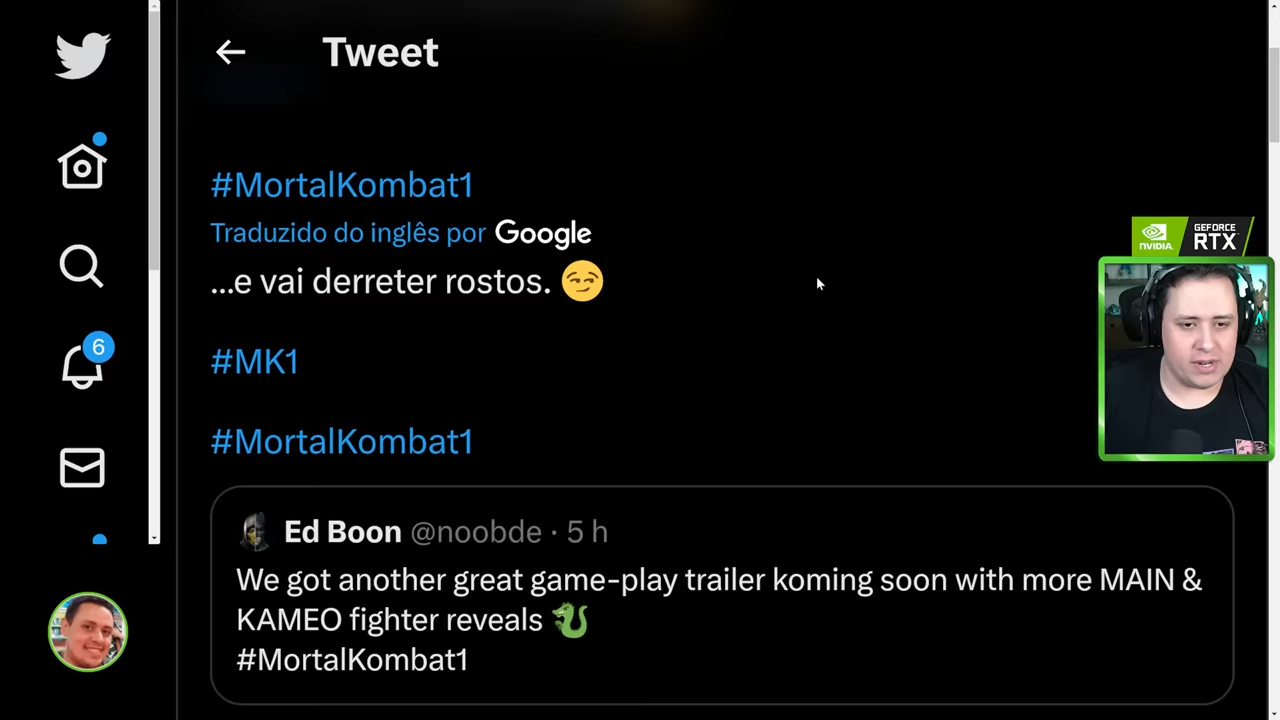 Tweet
#MortalKombat1
Traduzido do inglês por Google
...e vai derreter rostos. 😏
#MK1
#MortalKombat1
6
Ed Boon @noobde · 5 h
We got another great game-play trailer koming soon with more MAIN &
KAMEO fighter reveals 🐉
#MortalKombat1
NVIDIA.
GEFORCE
RTX